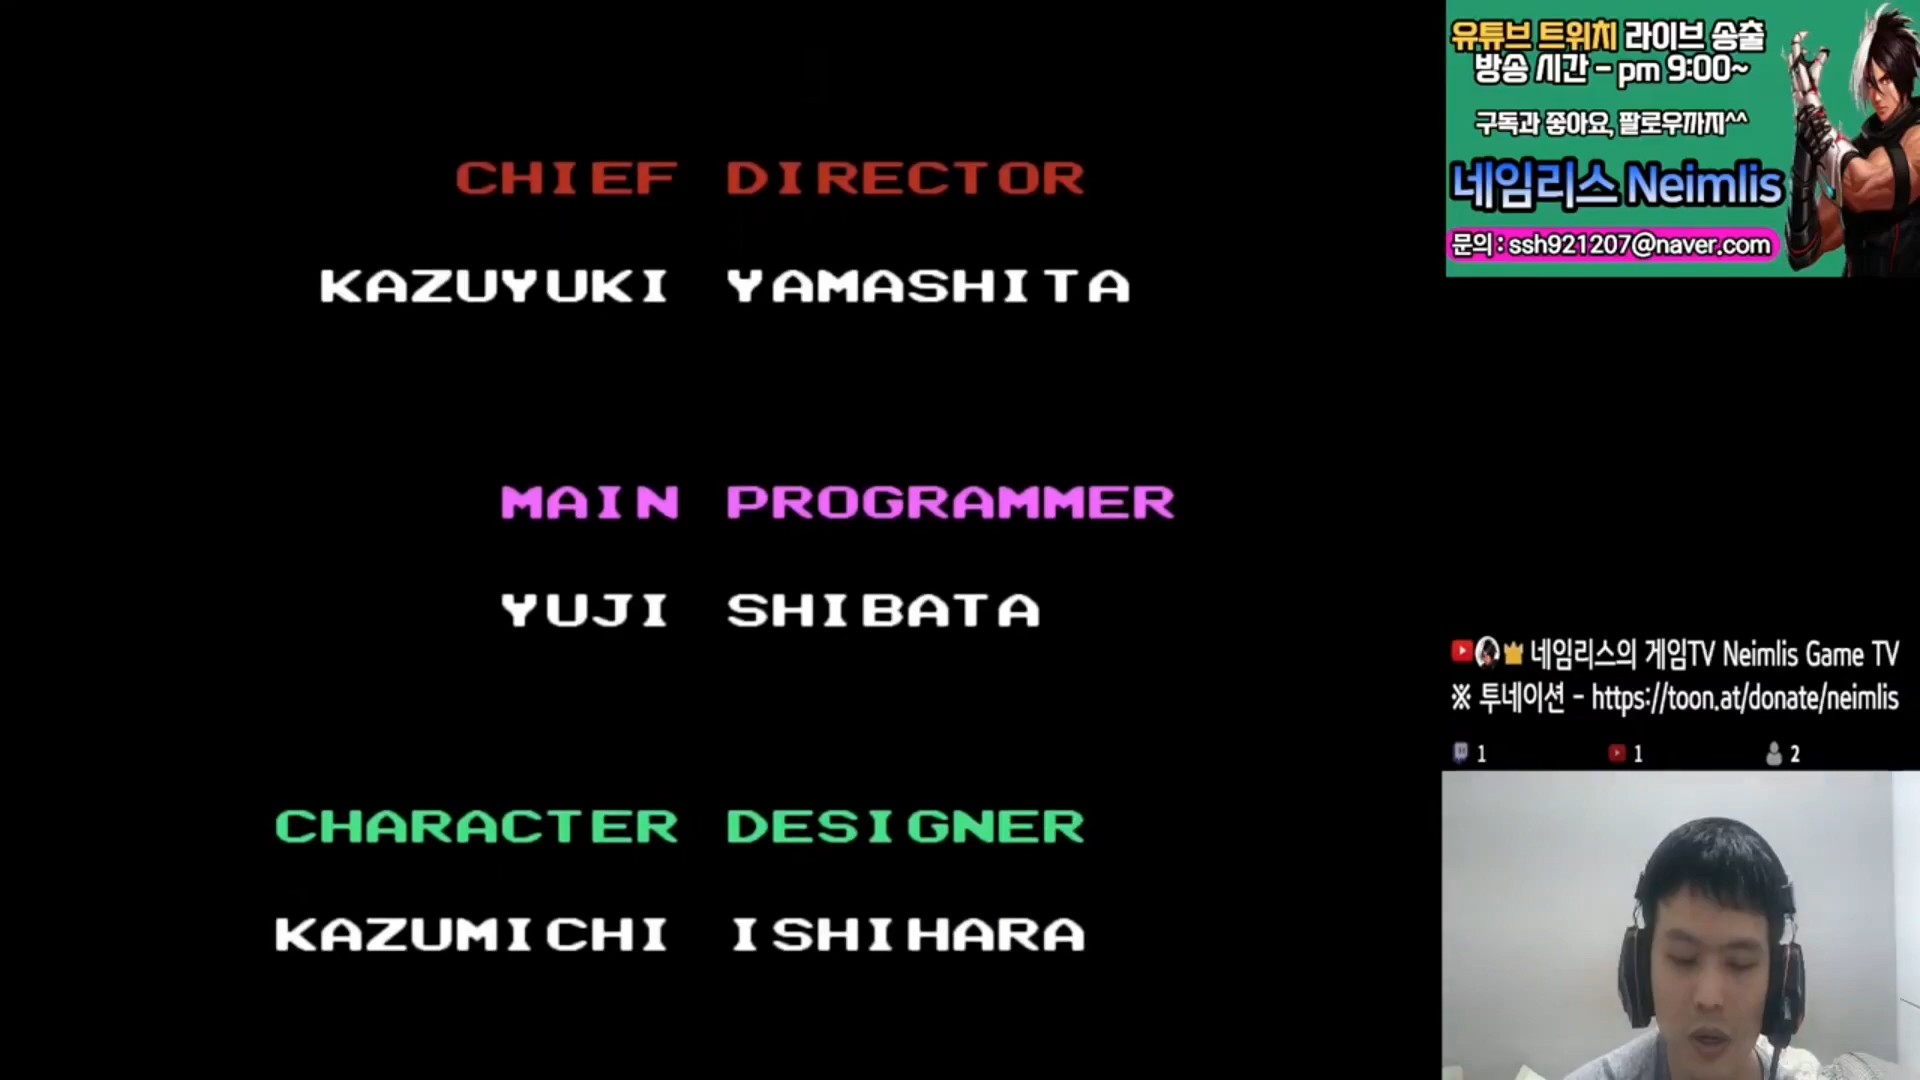 CHIEF DIRECTOR
KAZUYUKI YAMASHITA
MAIN PROGRAMMER
YUJI SHIBATA
CHARACTER DESIGNER
KAZUMICHI ISHIHARA
유튜브 트위치 라이브 송출
방송 시간 - pm 9:00~
구독과 좋아요, 팔로우까지^^
네임리스 Neimlis
문의 : ssh921207@naver.com
네임리스의 게임TV Neimlis Game TV
※ 투네이션 - https://toon.at/donate/neimlis
1 1 2